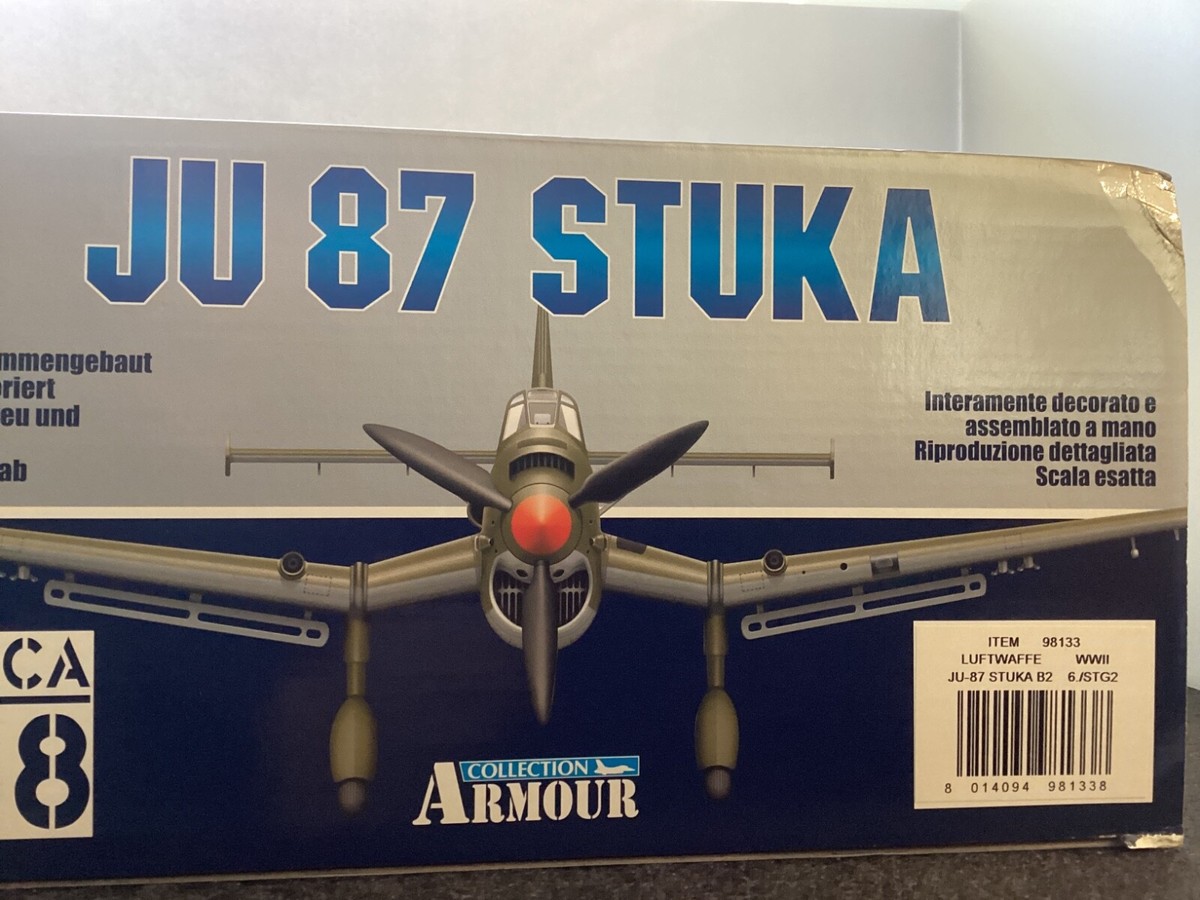 JU 87 STUKA
mmengebaut
riert
eu und
ab
Interamente decorato e
assemblato a mano
Riproduzione dettagliata
Scala esatta
CA
8
COLLECTION
ARMOUR
ITEM 98133
LUFTWAFFE WWII
JU-87 STUKA B2 6./STG2
8 014094 981338